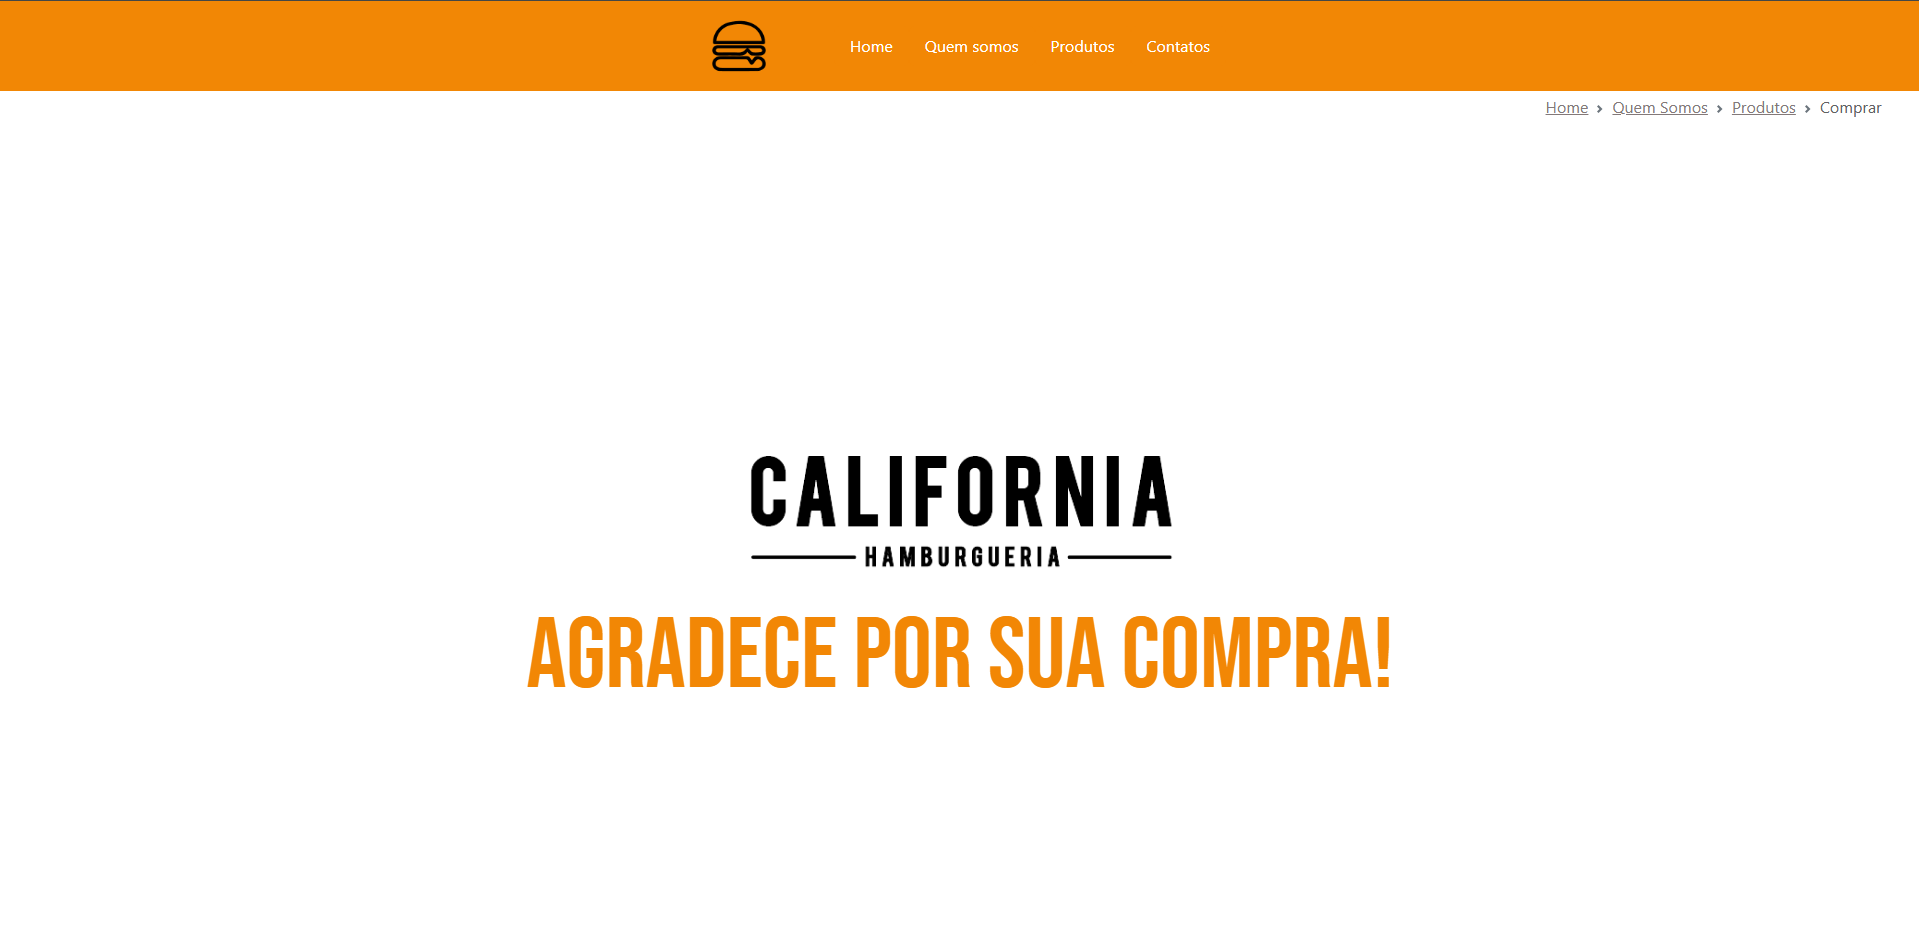 Home Quem somos Produtos Contatos
Home › Quem Somos › Produtos › Comprar
CALIFORNIA
HAMBURGUERIA
AGRADECE POR SUA COMPRA!